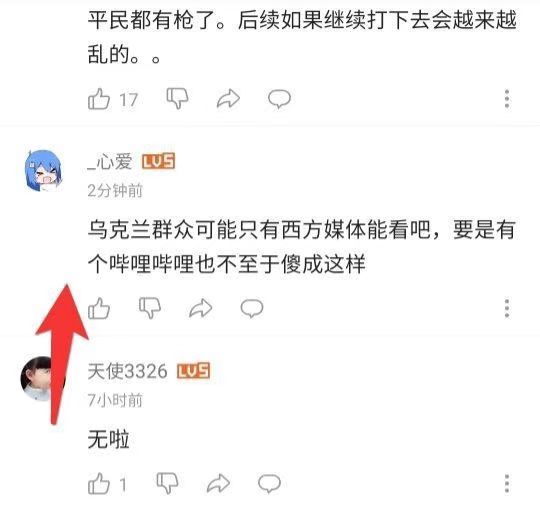 平民都有枪了。后续如果继续打下去会越来越
乱的。。
17
_心爱 LV5
2分钟前
乌克兰群众可能只有西方媒体能看吧，要是有
个哔哩哔哩也不至于傻成这样
天使3326 LV5
7小时前
无啦
1